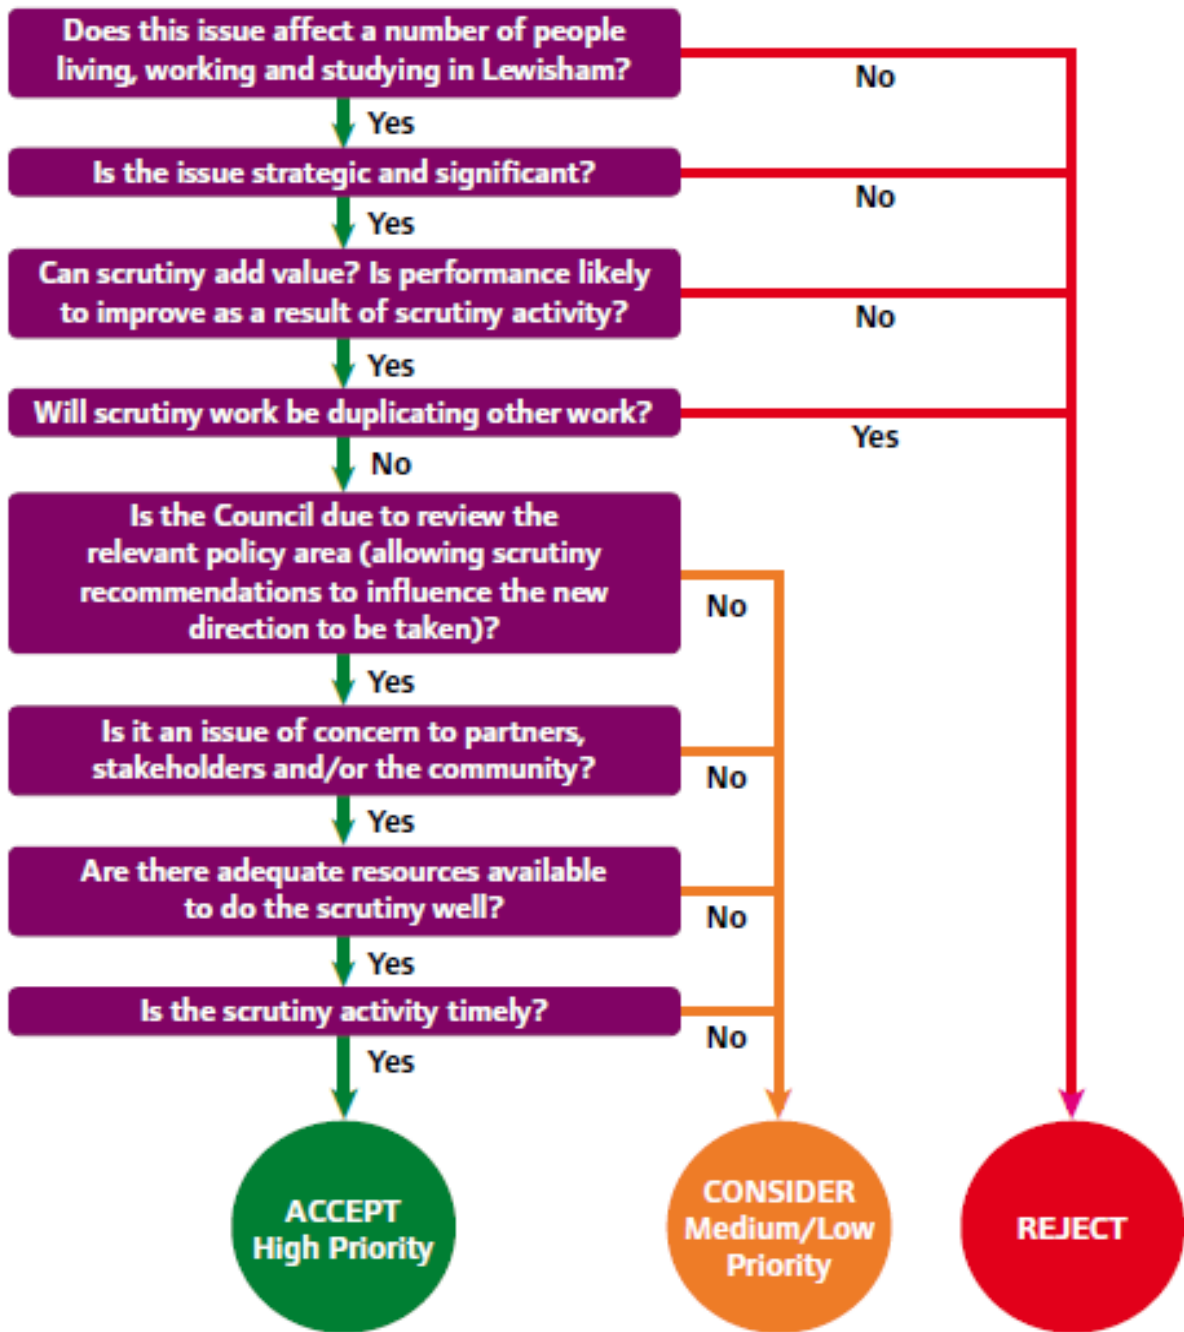 Does this issue affect a number of people
living, working and studying in Lewisham?
No
Yes
Is the issue strategic and significant?
No
Yes
Can scrutiny add value? Is performance likely
to improve as a result of scrutiny activity?
No
Yes
Will scrutiny work be duplicating other work?
Yes
No
Is the Council due to review the
relevant policy area (allowing scrutiny
recommendations to influence the new
direction to be taken)?
No
Yes
Is it an issue of concern to partners,
stakeholders and/or the community?
No
Yes
Are there adequate resources available
to do the scrutiny well?
No
Yes
Is the scrutiny activity timely?
No
Yes
ACCEPT
High Priority
CONSIDER
Medium/Low
Priority
REJECT